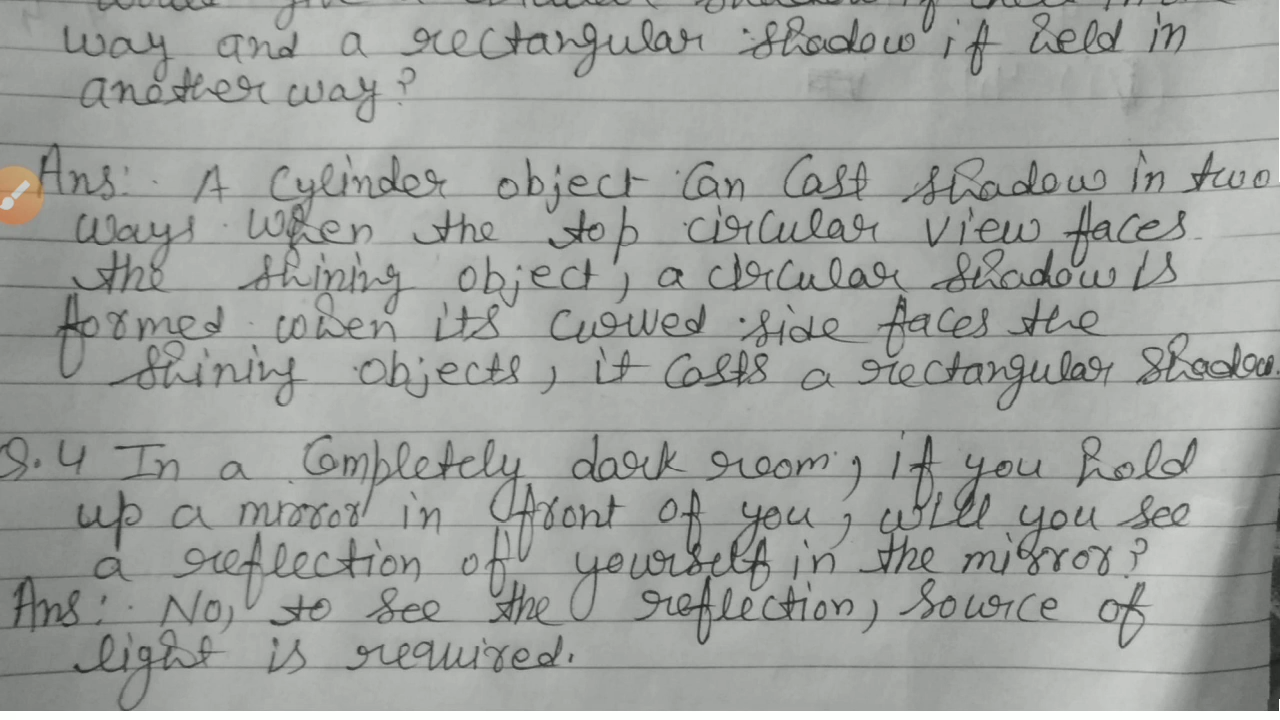 way and a rectangular shadow if held in
another way?
Ans: A Cylinder object Can Cast shadow in two
ways. When the top circular view faces
the shining object, a circular shadow is
formed when its curved side faces the
shining objects, it Casts a rectangular Shadow.
Q.4 In a Completely dark room, if you hold
up a mirror in front of you, will you see
a reflection of yourself in the mirror?
Ans: No, to see the reflection, source of
light is required.